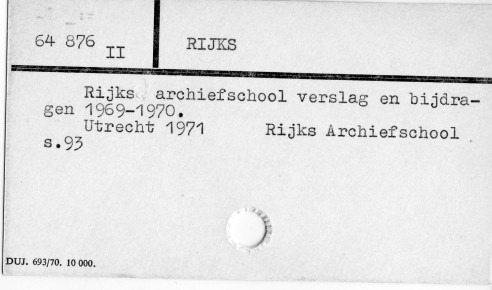 64 876 II
RIJKS
Rijks archiefschool verslag en bijdra-
gen 1969-1970.
Utrecht 1971 Rijks Archiefschool
s.93
DUJ. 693/70. 10 000.